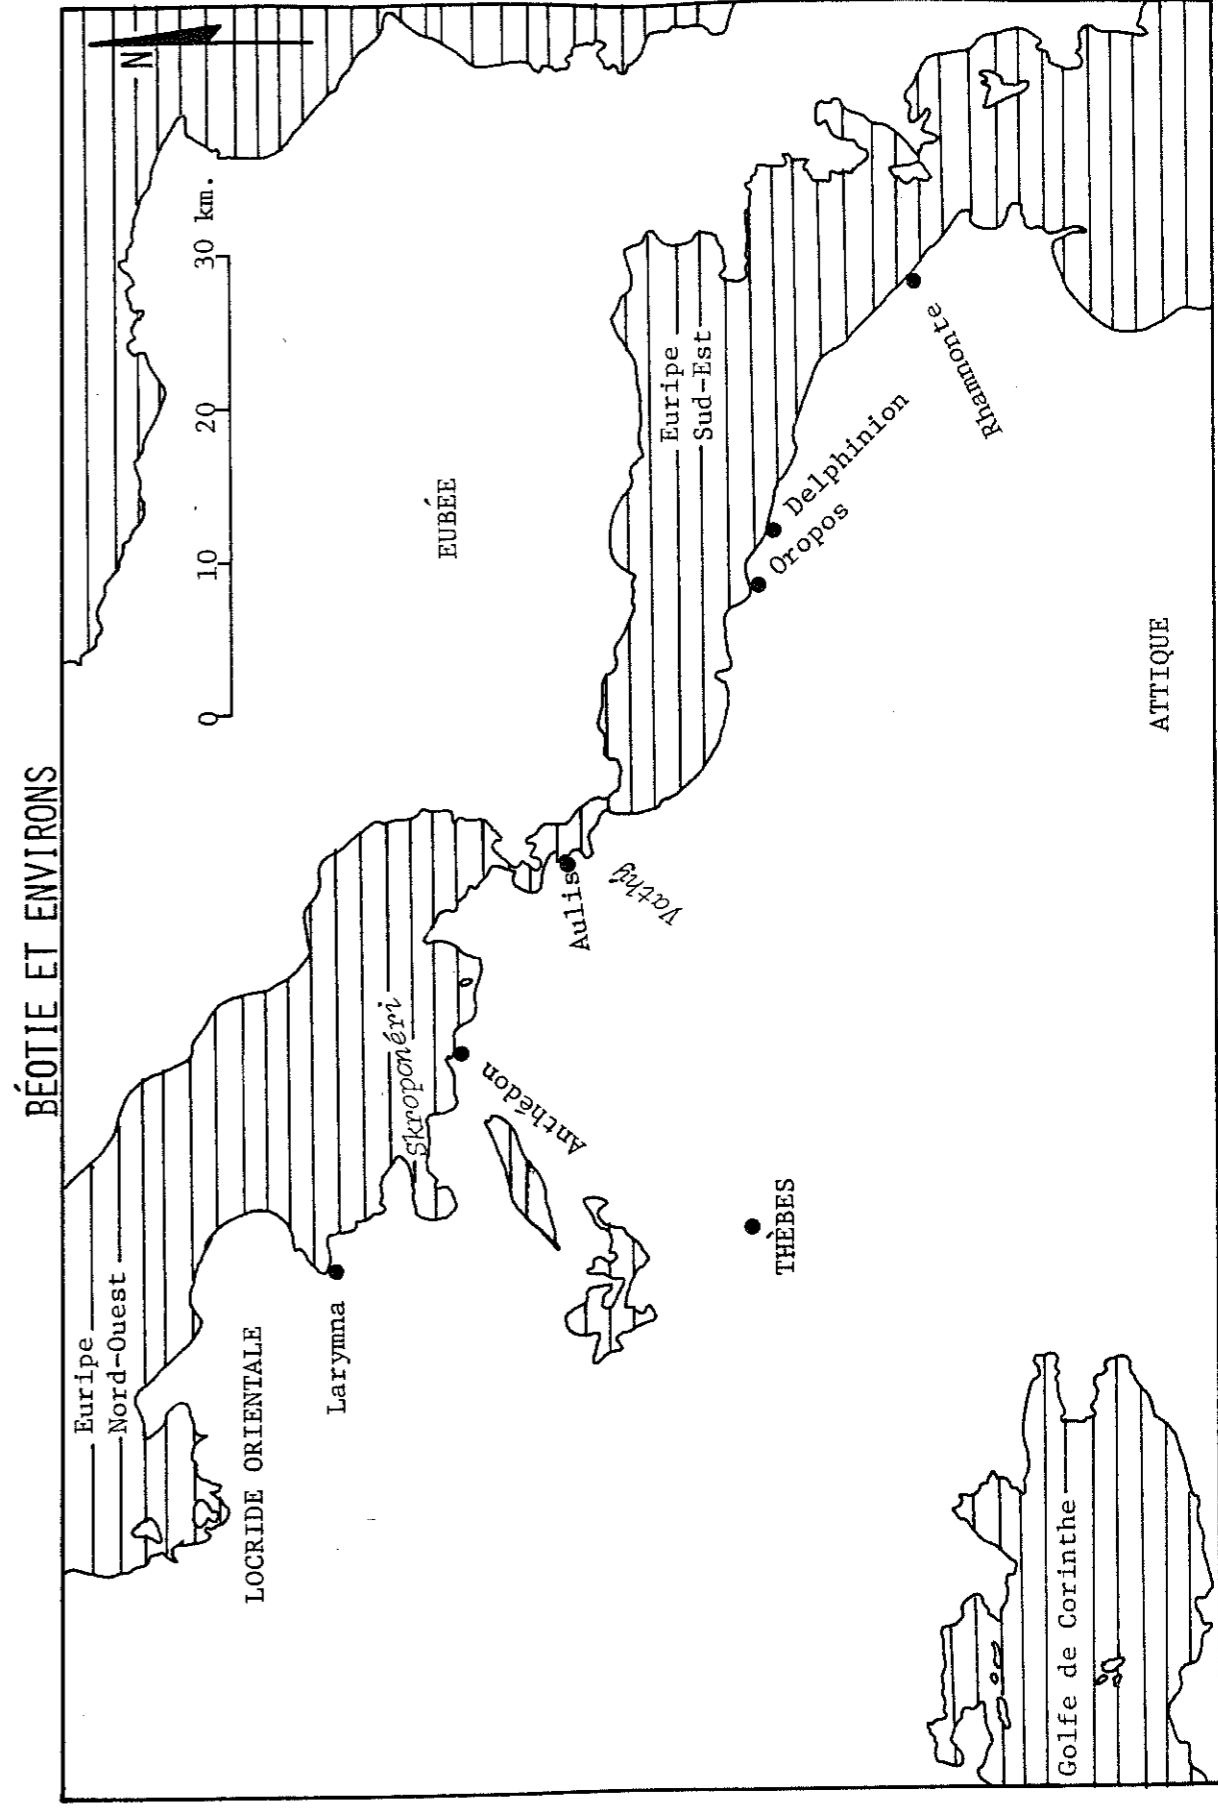 BÉOTIE ET ENVIRONS
N
0 10 20 30 km.
Euripe
Nord-Ouest
LOCRIDE ORIENTALE
Larymna
Skroponéri
Anthédon
EUBÉE
Aulis
Vathý
Euripe
Sud-Est
THÈBES
Oropos
Delphinion
Rhamnonte
ATTIQUE
Golfe de Corinthe